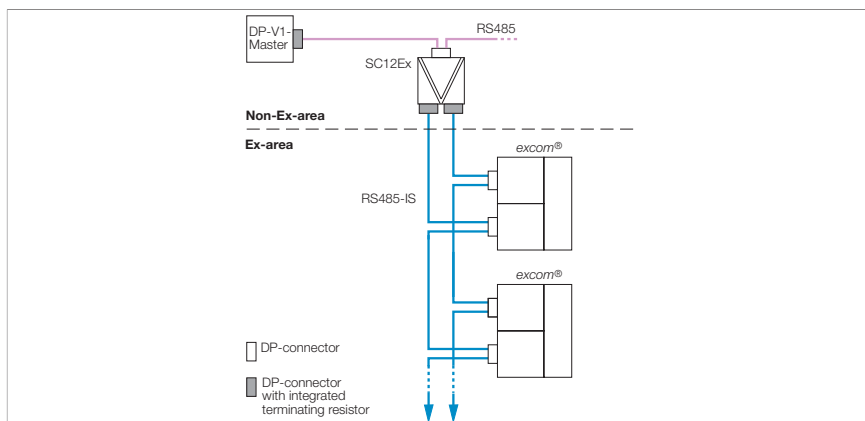 DP-V1-
Master
RS485
SC12Ex
Non-Ex-area
Ex-area
excom®
RS485-IS
excom®
DP-connector
DP-connector
with integrated
terminating resistor